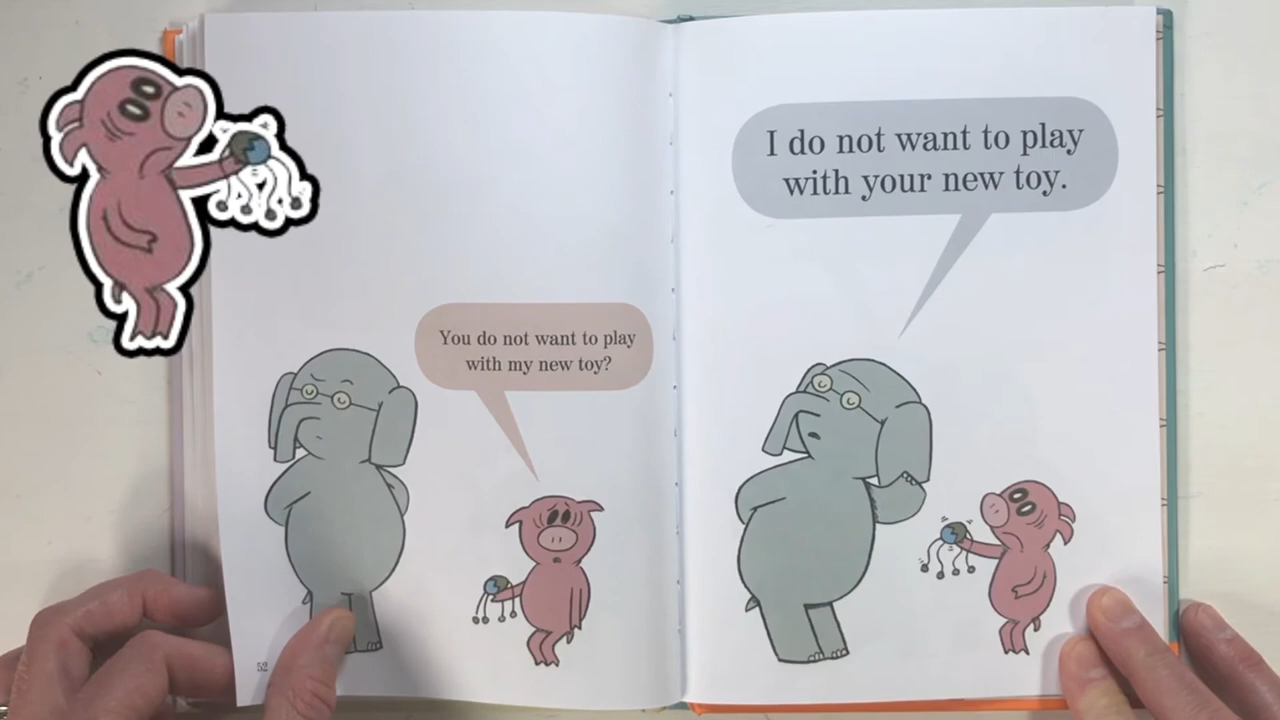 You do not want to play
with my new toy?
52
I do not want to play
with your new toy.